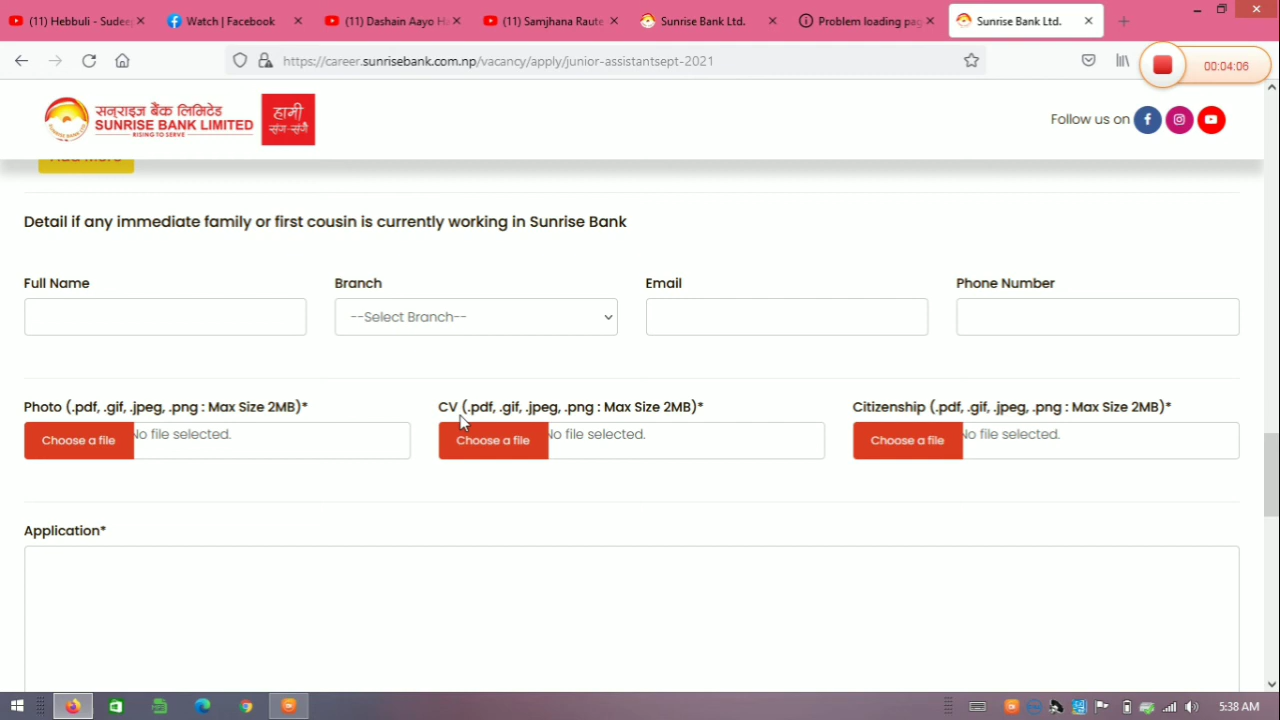 (11) Hebbuli - Sudee
Watch | Facebook
(11) Dashain Aayo Ha
(11) Samjhana Raute
Sunrise Bank Ltd.
Problem loading pag
Sunrise Bank Ltd.
https://career.sunrisebank.com.np/vacancy/apply/junior-assistantsept-2021
00:04:06
सनराइज बैंक लिमिटेड
SUNRISE BANK LIMITED
RISING TO SERVE
हामी
संग-संगै
Follow us on
Add More
Detail if any immediate family or first cousin is currently working in Sunrise Bank
Full Name
Branch
Email
Phone Number
--Select Branch--
Photo (.pdf, .gif, .jpeg, .png : Max Size 2MB)*
CV (.pdf, .gif, .jpeg, .png : Max Size 2MB)*
Citizenship (.pdf, .gif, .jpeg, .png : Max Size 2MB)*
Choose a file
No file selected.
Choose a file
No file selected.
Choose a file
No file selected.
Application*
5:38 AM